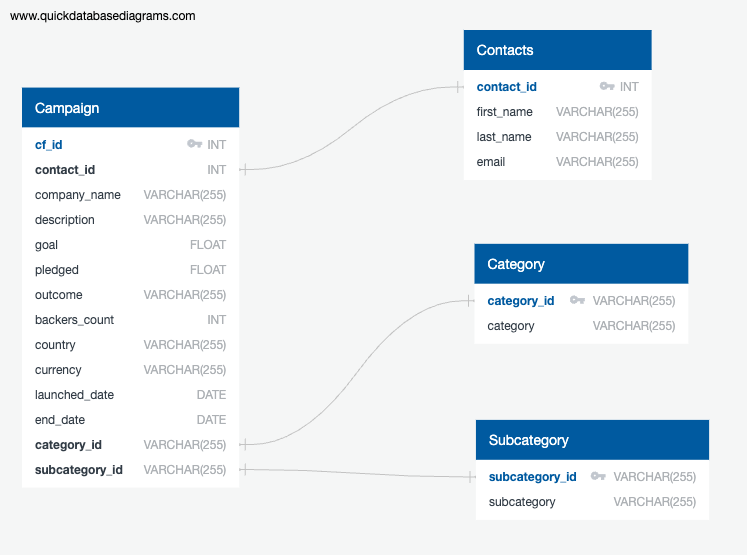 www.quickdatabasediagrams.com
Campaign
cf_id INT
contact_id INT
company_name VARCHAR(255)
description VARCHAR(255)
goal FLOAT
pledged FLOAT
outcome VARCHAR(255)
backers_count INT
country VARCHAR(255)
currency VARCHAR(255)
launched_date DATE
end_date DATE
category_id VARCHAR(255)
subcategory_id VARCHAR(255)
Contacts
contact_id INT
first_name VARCHAR(255)
last_name VARCHAR(255)
email VARCHAR(255)
Category
category_id VARCHAR(255)
category VARCHAR(255)
Subcategory
subcategory_id VARCHAR(255)
subcategory VARCHAR(255)